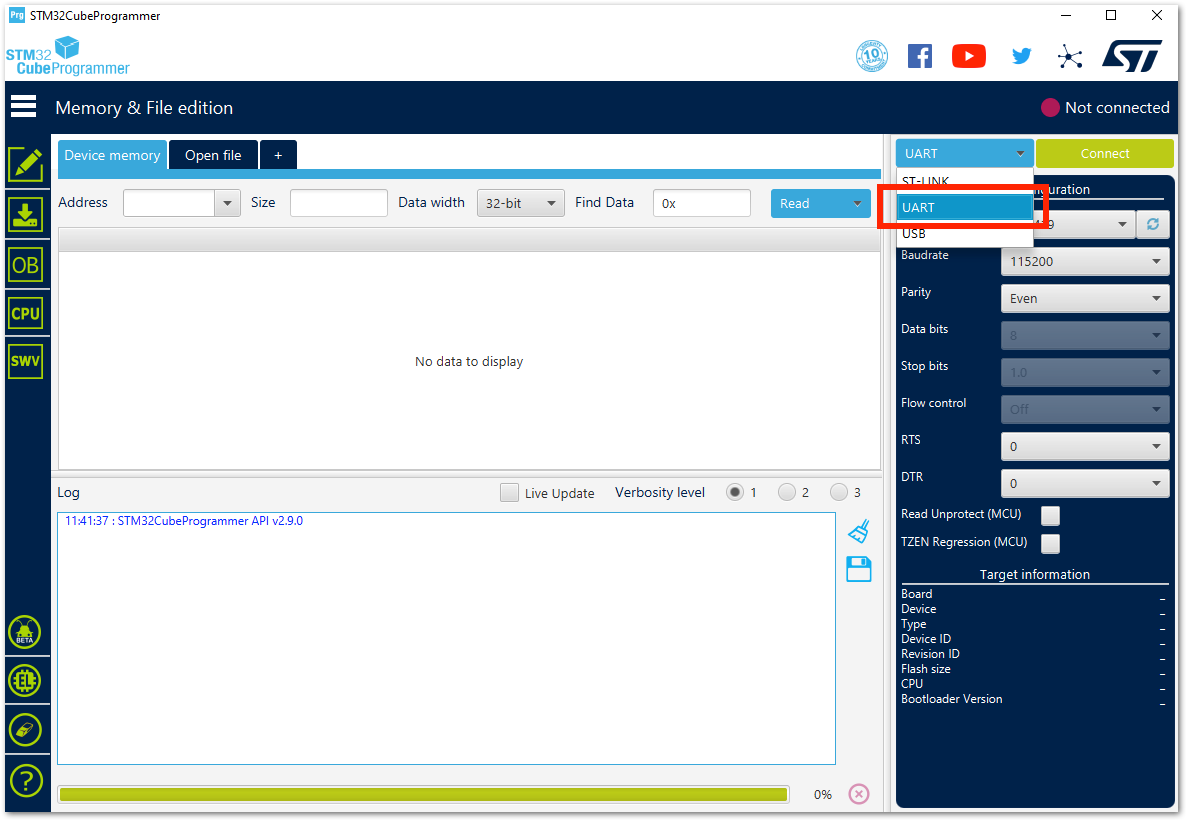 Prg STM32CubeProgrammer
STM32
CubeProgrammer
10 YEARS
ST
Memory & File edition
Not connected
Device memory
Open file
+
UART
Connect
ST-LINK
UART
USB
Address
Size
Data width
32-bit
Find Data
0x
Read
OB
CPU
SWV
No data to display
Baudrate
115200
Parity
Even
Data bits
8
Stop bits
1.0
Flow control
Off
RTS
0
DTR
0
Read Unprotect (MCU)
TZEN Regression (MCU)
Log
Live Update
Verbosity level
1
2
3
11:41:37 : STM32CubeProgrammer API v2.9.0
Target information
Board –
Device –
Type –
Device ID –
Revision ID –
Flash size –
CPU –
Bootloader Version –
BETA
EL
?
0%